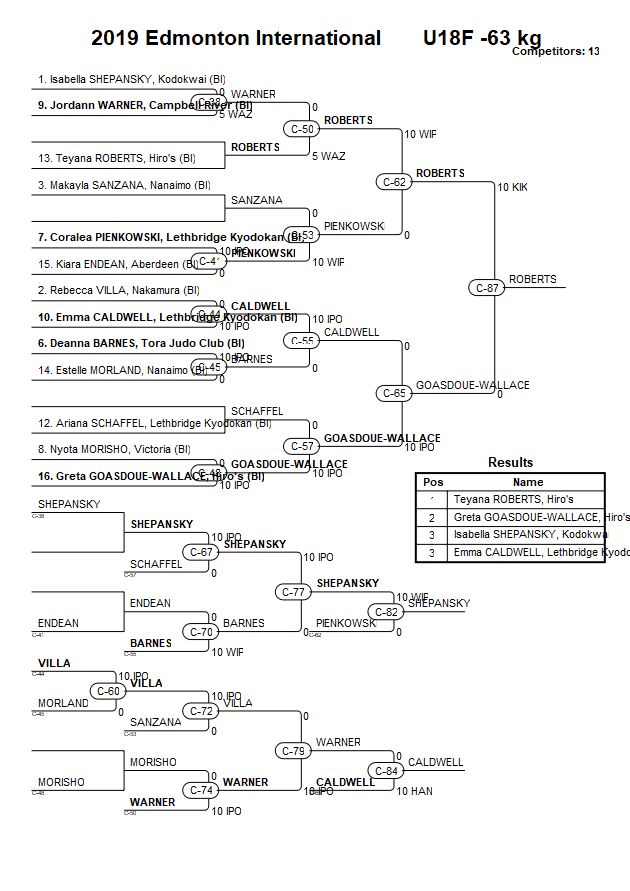 2019 Edmonton International U18F -63 kg
Competitors: 13
1. Isabella SHEPANSKY, Kodokwai (BI)
0 WARNER
C-38 0
9. Jordann WARNER, Campbell River (BI)
5 WAZ ROBERTS
C-50 10 WIF
ROBERTS
13. Teyana ROBERTS, Hiro's (BI) 5 WAZ
ROBERTS
3. Makayla SANZANA, Nanaimo (BI) C-62 10 KIK
SANZANA
0
PIENKOWSKI
7. Coralea PIENKOWSKI, Lethbridge Kyodokan (BI) C-53 0
10 IPO PIENKOWSKI
15. Kiara ENDEAN, Aberdeen (BI) C-41 10 WIF
0 ROBERTS
2. Rebecca VILLA, Nakamura (BI) C-87
0 CALDWELL
C-44 10 IPO
10. Emma CALDWELL, Lethbridge Kyodokan (BI)
10 IPO CALDWELL
6. Deanna BARNES, Tora Judo Club (BI) C-55 0
10 IPO BARNES
14. Estelle MORLAND, Nanaimo (BI) C-45 0
0 GOASDOUE-WALLACE
C-65 0
SCHAFFEL
12. Ariana SCHAFFEL, Lethbridge Kyodokan (BI) 0
GOASDOUE-WALLACE
8. Nyota MORISHO, Victoria (BI) C-57 10 IPO
0 GOASDOUE-WALLACE
16. Greta GOASDOUE-WALLACE, Hiro's (BI) C-48 10 IPO
10 IPO
Results
Pos Name
1 Teyana ROBERTS, Hiro's
2 Greta GOASDOUE-WALLACE, Hiro's
3 Isabella SHEPANSKY, Kodokwai
3 Emma CALDWELL, Lethbridge Kyodo
SHEPANSKY
C-38
SHEPANSKY
10 IPO
SHEPANSKY
C-67 10 IPO
SCHAFFEL
C-57 0
SHEPANSKY
C-77 10 WIF
ENDEAN SHEPANSKY
0 C-82
BARNES
ENDEAN C-70 0 PIENKOWSKI
C-41 C-62 0
BARNES
C-55 10 WIF
VILLA
C-44 10 IPO
VILLA
C-60 10 IPO
MORLAND VILLA
C-45 0 C-72 0
SANZANA
C-53 0
WARNER
C-79 0
MORISHO CALDWELL
0 C-84
WARNER
MORISHO C-74 10 IPO CALDWELL
C-48 10 HAN
WARNER
C-50 10 IPO